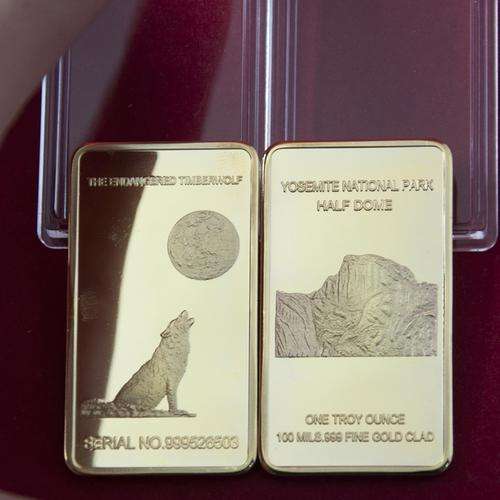 THE ENDANGERED TIMBERWOLF
SERIAL NO.999526503
YOSEMITE NATIONAL PARK
HALF DOME
ONE TROY OUNCE
100 MILS.999 FINE GOLD CLAD